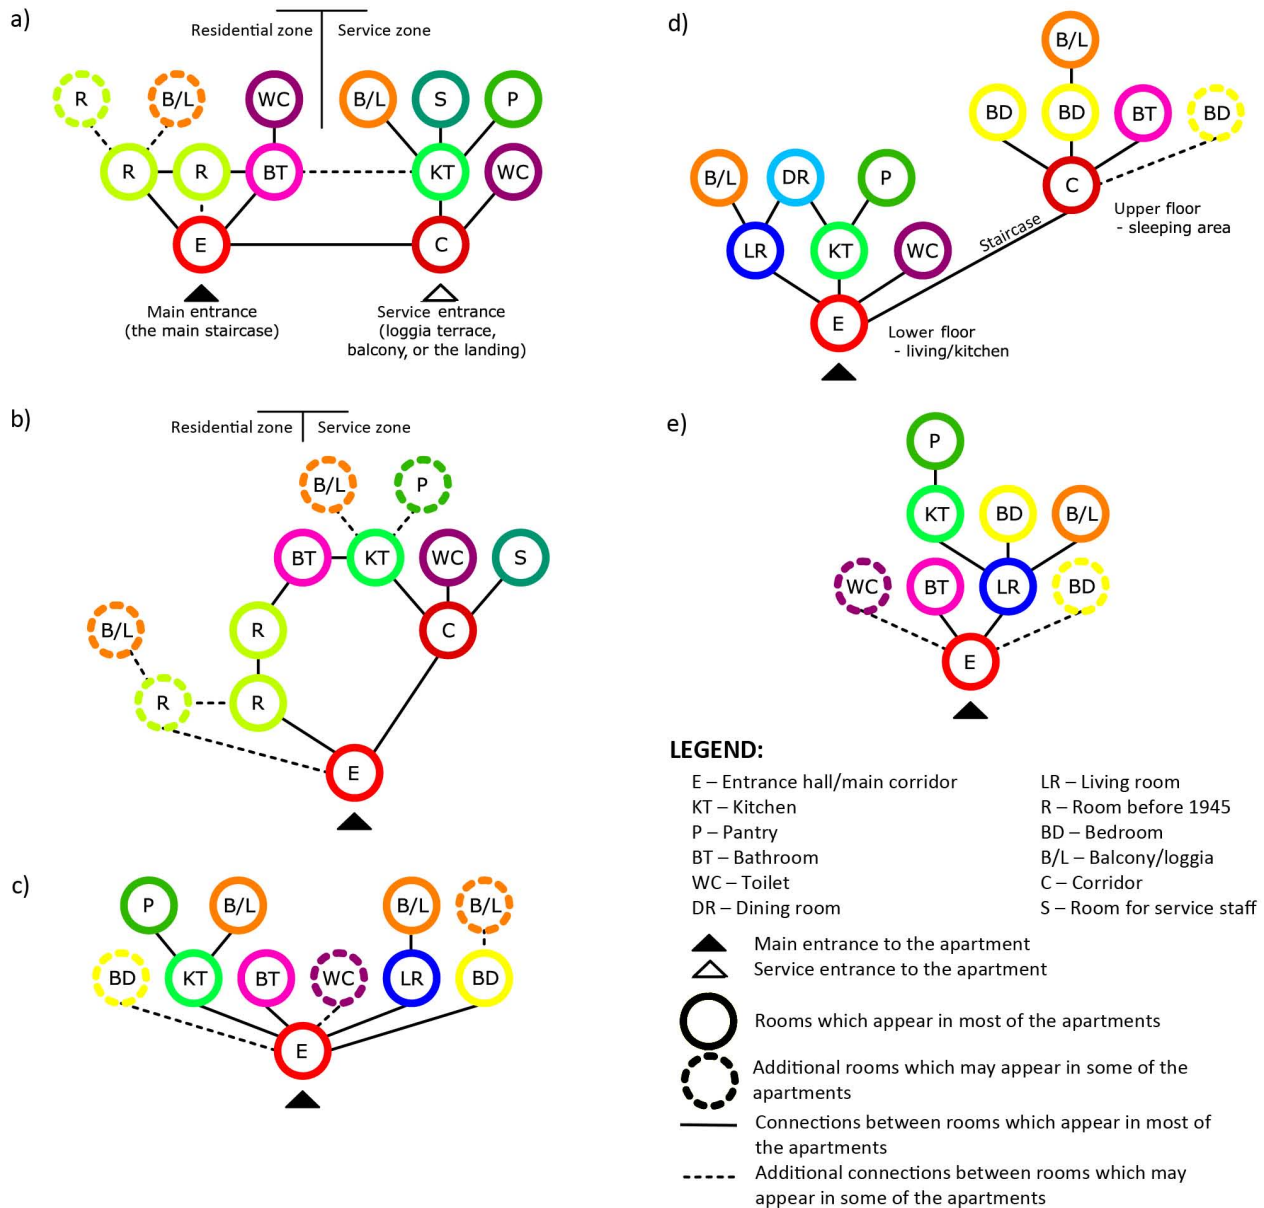 a)
Residential zone
Service zone
R
B/L
WC
B/L
S
P
R
R
BT
KT
WC
E
C
Main entrance
(the main staircase)
Service entrance
(loggia terrace,
balcony, or the landing)
b)
Residential zone
Service zone
B/L
P
BT
KT
WC
S
B/L
R
C
R
R
E
c)
P
B/L
B/L
B/L
BD
KT
BT
WC
LR
BD
E
d)
B/L
BD
BD
BT
BD
C
Upper floor
- sleeping area
Staircase
B/L
DR
P
LR
KT
WC
E
Lower floor
- living/kitchen
e)
P
KT
BD
B/L
WC
BT
LR
BD
E
LEGEND:
E – Entrance hall/main corridor
KT – Kitchen
P – Pantry
BT – Bathroom
WC – Toilet
DR – Dining room
LR – Living room
R – Room before 1945
BD – Bedroom
B/L – Balcony/loggia
C – Corridor
S – Room for service staff
Main entrance to the apartment
Service entrance to the apartment
Rooms which appear in most of the apartments
Additional rooms which may appear in some of the
apartments
Connections between rooms which appear in most of
the apartments
Additional connections between rooms which may
appear in some of the apartments